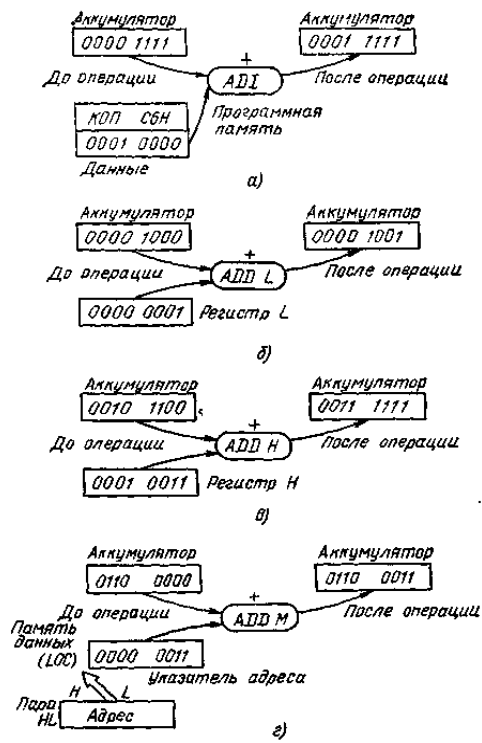 Аккумулятор Аккумулятор
0000 1111 + 0001 1111
До операции ADI После операции
КОП С6Н Программная
память
0001 0000
Данные
а)
Аккумулятор Аккумулятор
0000 1000 + 0000 1001
До операции ADD L После операции
0000 0001 Регистр L
б)
Аккумулятор Аккумулятор
0010 1100 + 0011 1111
До операции ADD H После операции
0001 0011 Регистр H
в)
Аккумулятор Аккумулятор
0110 0000 + 0110 0011
До операции ADD M После операции
Память
данных
(LOC) 0000 0011
Указатель адреса
H L
Пара
HL Адрес
г)